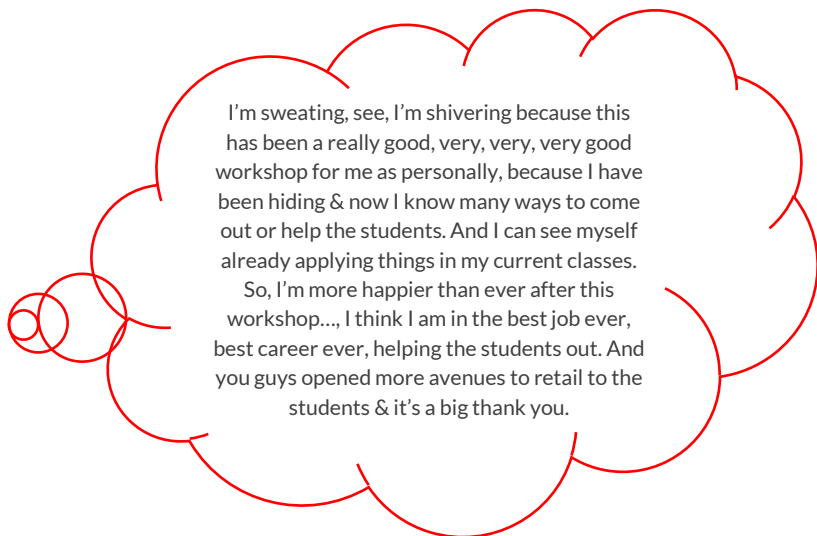 I’m sweating, see, I’m shivering because this
has been a really good, very, very, very good
workshop for me as personally, because I have
been hiding & now I know many ways to come
out or help the students. And I can see myself
already applying things in my current classes.
So, I’m more happier than ever after this
workshop…, I think I am in the best job ever,
best career ever, helping the students out. And
you guys opened more avenues to retail to the
students & it’s a big thank you.